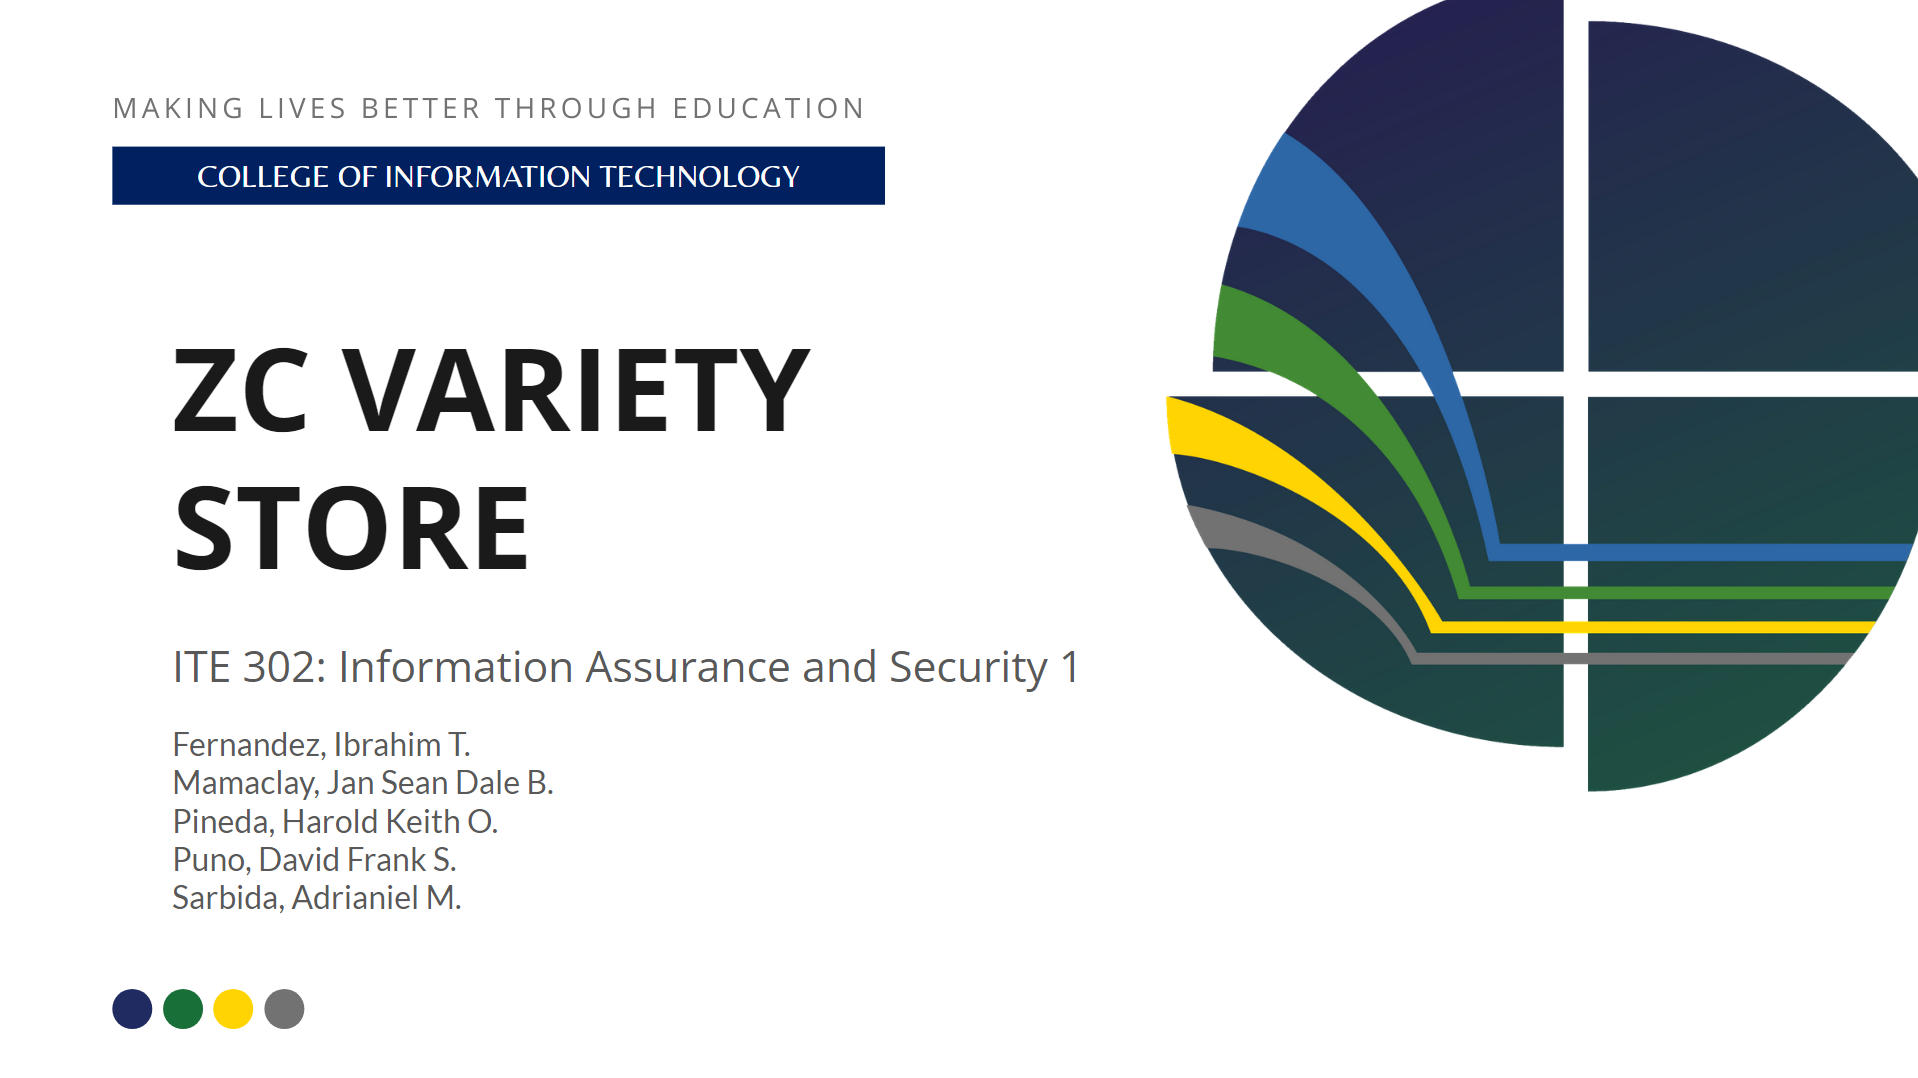 MAKING LIVES BETTER THROUGH EDUCATION
COLLEGE OF INFORMATION TECHNOLOGY
ZC VARIETY
STORE
ITE 302: Information Assurance and Security 1
Fernandez, Ibrahim T.
Mamaclay, Jan Sean Dale B.
Pineda, Harold Keith O.
Puno, David Frank S.
Sarbida, Adrianiel M.